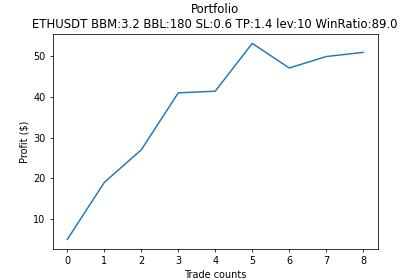 Portfolio
ETHUSDT BBM:3.2 BBL:180 SL:0.6 TP:1.4 lev:10 WinRatio:89.0
Profit ($)
50
40
30
20
10
0 1 2 3 4 5 6 7 8
Trade counts